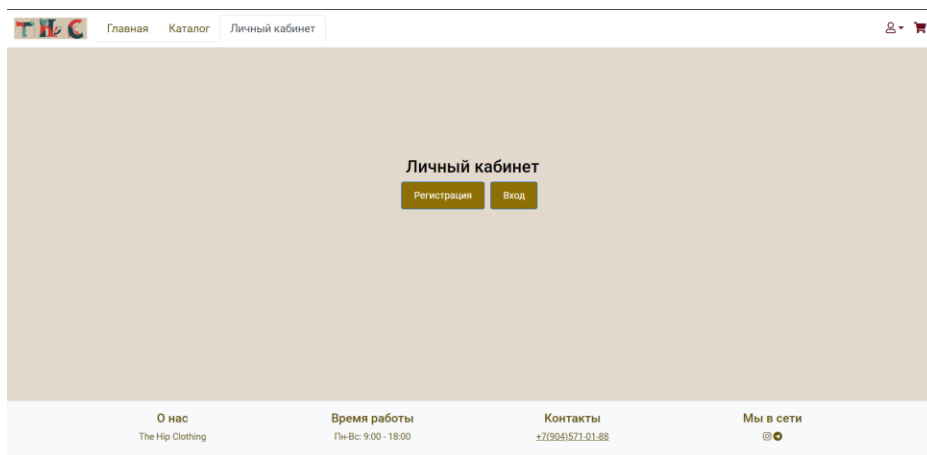 THC
Главная Каталог Личный кабинет
Личный кабинет
Регистрация Вход
О нас Время работы Контакты Мы в сети
The Hip Clothing Пн-Вс: 9:00 - 18:00 +7(904)571-01-88